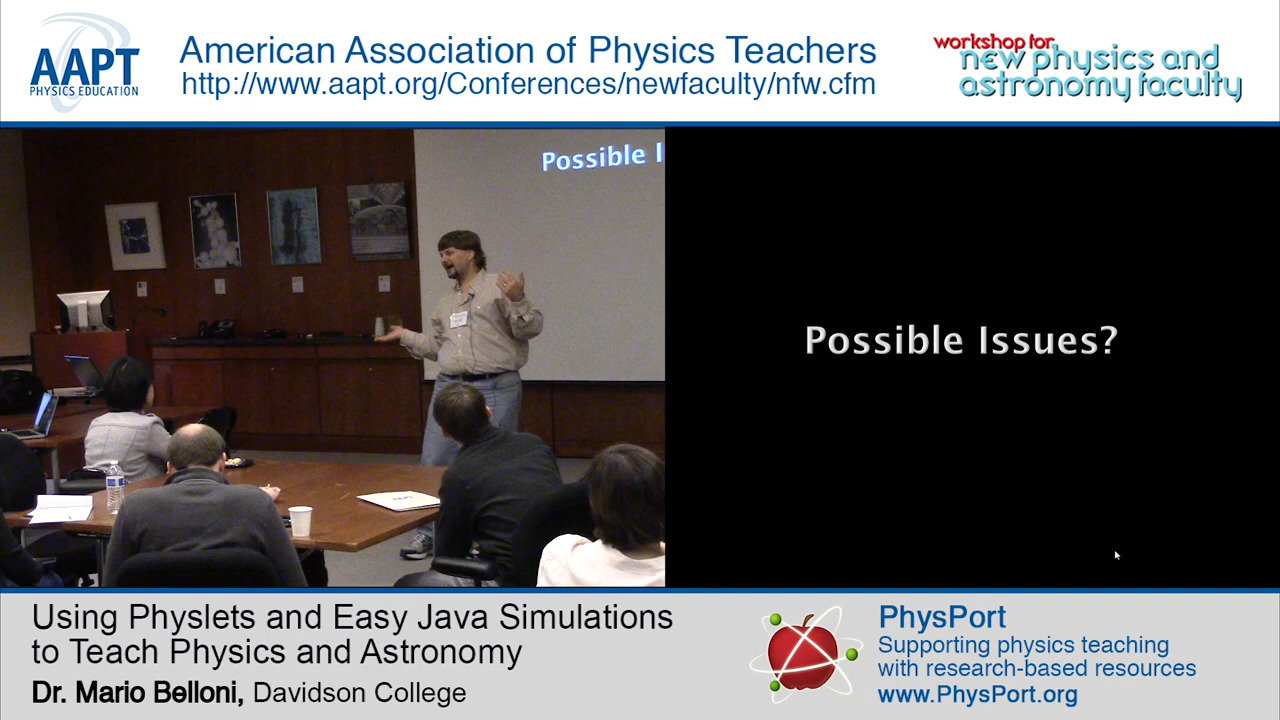 AAPT
PHYSICS EDUCATION
American Association of Physics Teachers
http://www.aapt.org/Conferences/newfaculty/nfw.cfm
workshop for
new physics and
astronomy faculty
Possible I
Possible Issues?
AAPT
Using Physlets and Easy Java Simulations
to Teach Physics and Astronomy
Dr. Mario Belloni, Davidson College
PhysPort
Supporting physics teaching
with research-based resources
www.PhysPort.org